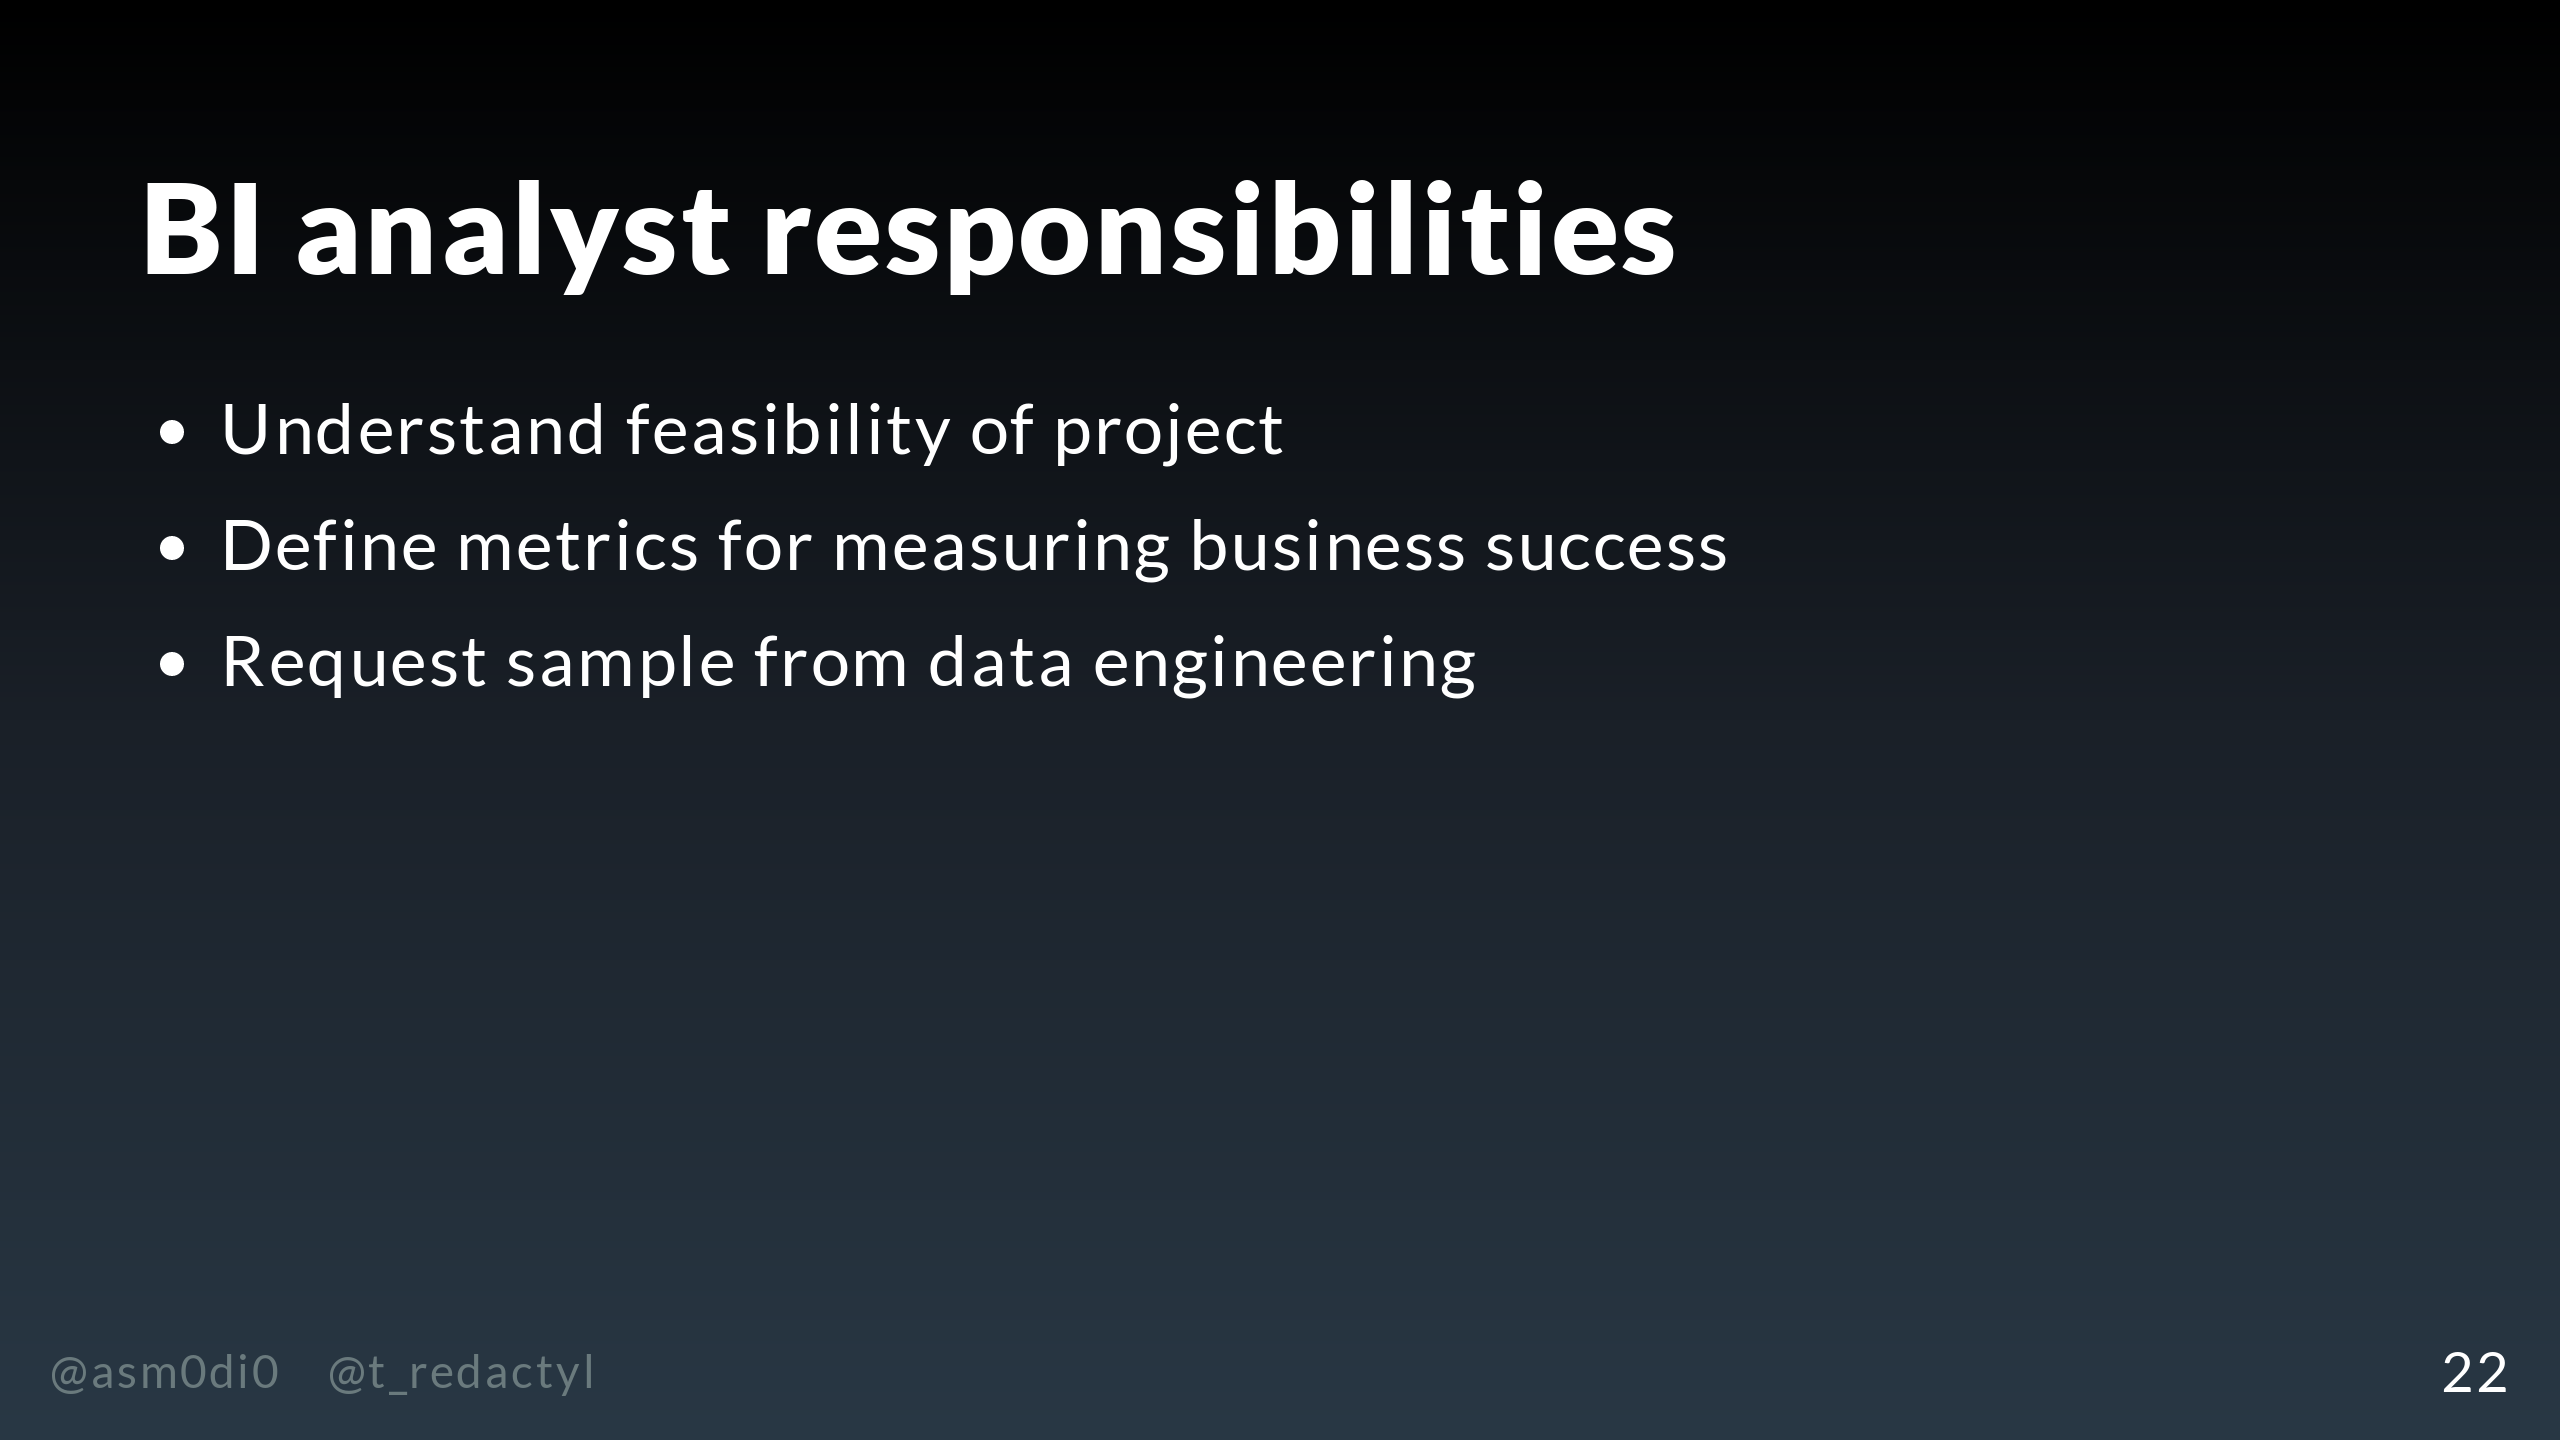 BI analyst responsibilities
• Understand feasibility of project
• Define metrics for measuring business success
• Request sample from data engineering
@asm0di0 @t_redactyl
22